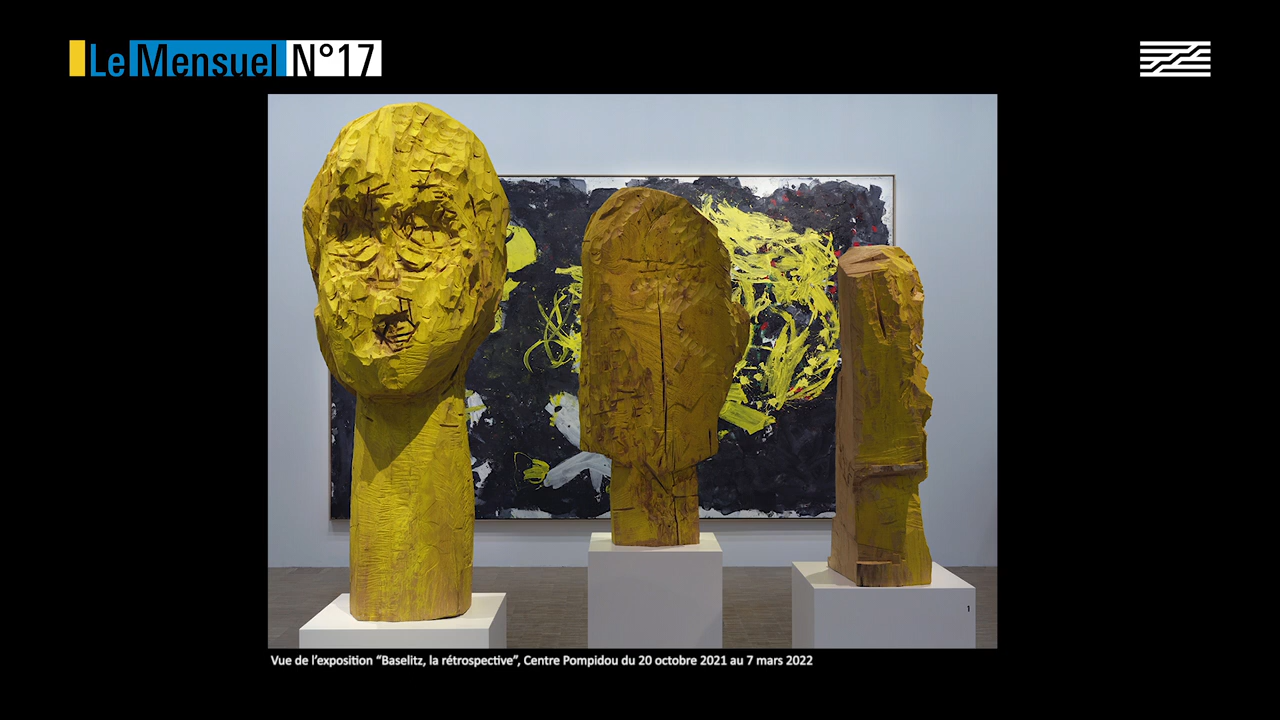 Le Mensuel N°17
1
Vue de l’exposition “Baselitz, la rétrospective”, Centre Pompidou du 20 octobre 2021 au 7 mars 2022